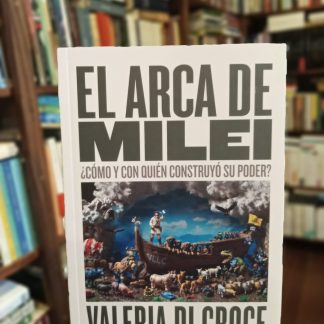 EL ARCA DE
MILEI
¿CÓMO Y CON QUIÉN CONSTRUYÓ SU PODER?
VALERIA DI CROCE